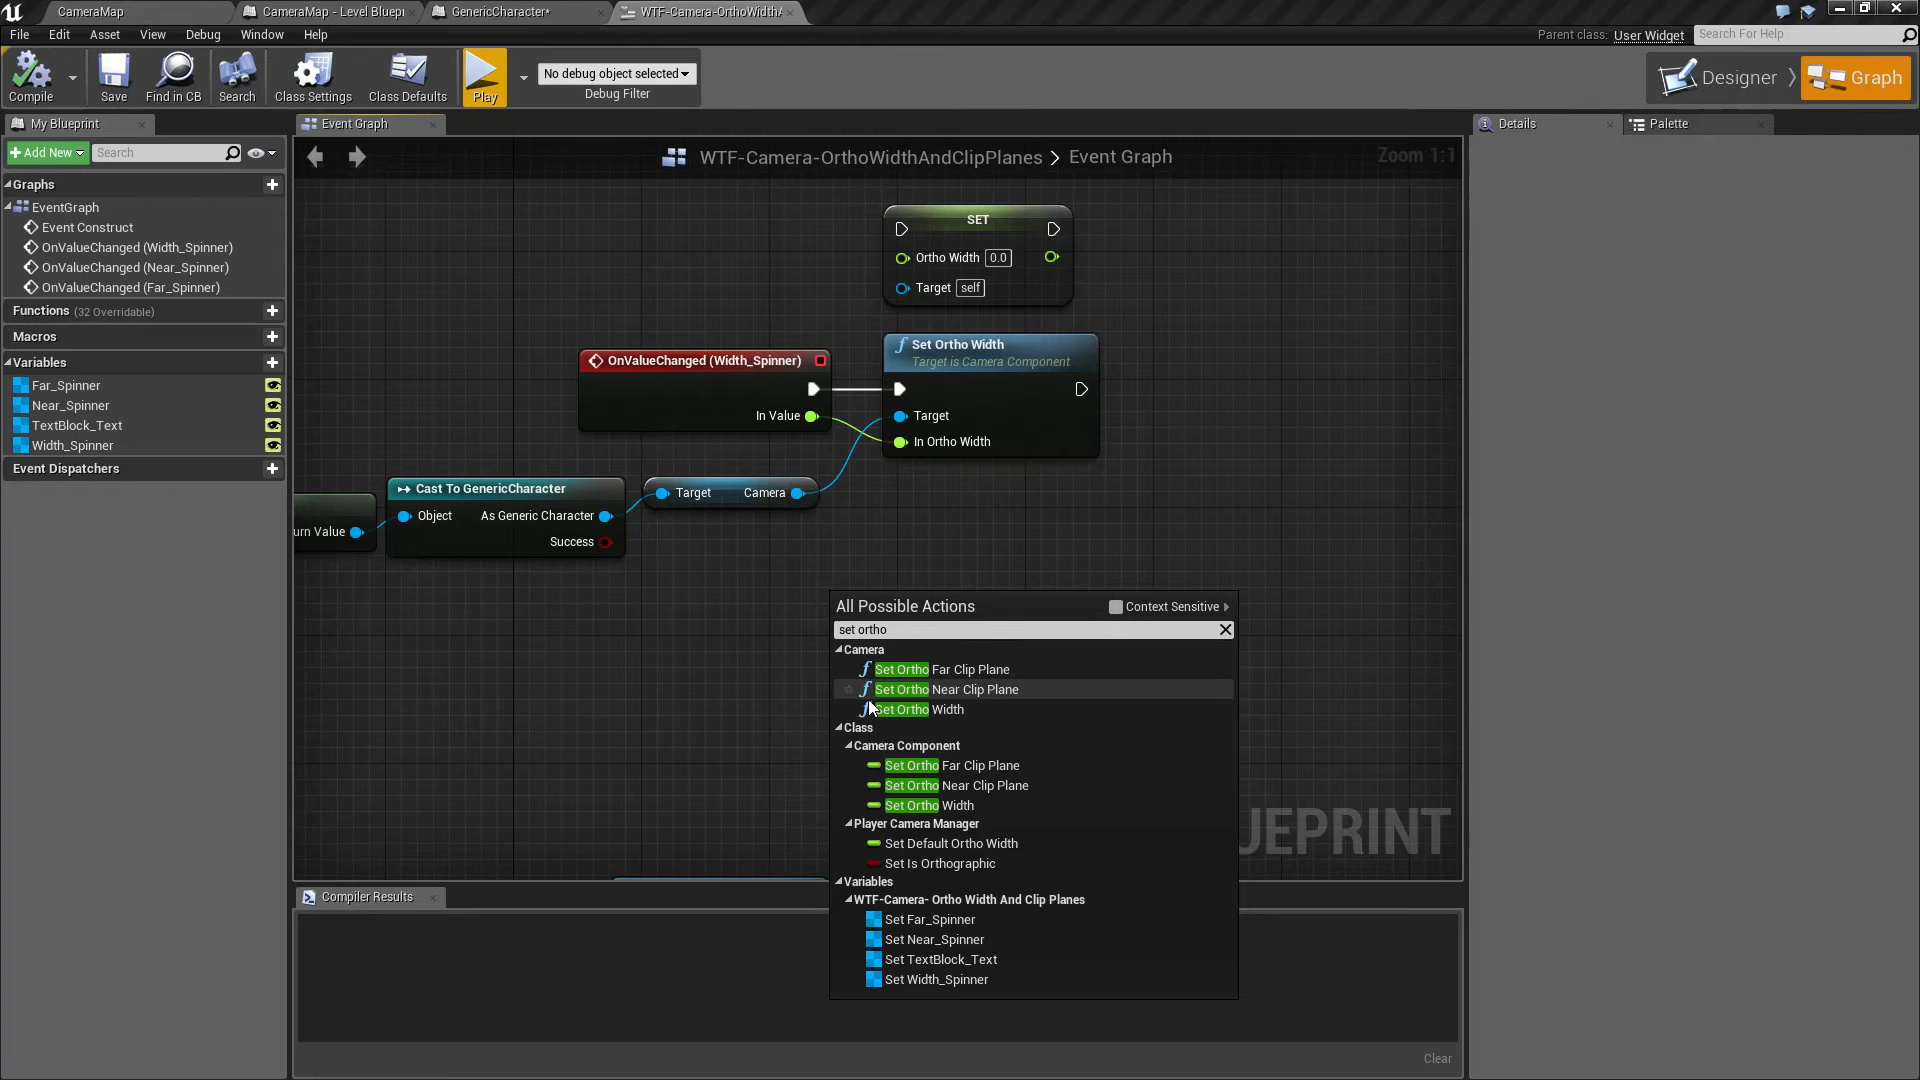 CameraMap
CameraMap - Level Bluepr
GenericCharacter*
WTF-Camera-OrthoWidth
File Edit Asset View Debug Window Help
Parent class: User Widget
Search For Help
Compile
Save
Find in CB
Search
Class Settings
Class Defaults
Play
No debug object selected
Debug Filter
Designer
Graph
My Blueprint
Event Graph
Details
Palette
Add New
Search
WTF-Camera-OrthoWidthAndClipPlanes > Event Graph
Zoom 1:1
Graphs
EventGraph
Event Construct
OnValueChanged (Width_Spinner)
OnValueChanged (Near_Spinner)
OnValueChanged (Far_Spinner)
Functions (32 Overridable)
Macros
Variables
Far_Spinner
Near_Spinner
TextBlock_Text
Width_Spinner
Event Dispatchers
SET
Ortho Width 0.0
Target self
OnValueChanged (Width_Spinner)
In Value
Set Ortho Width
Target is Camera Component
Target
In Ortho Width
urn Value
Cast To GenericCharacter
Object As Generic Character
Success
Target Camera
All Possible Actions
Context Sensitive
set ortho
Camera
Set Ortho Far Clip Plane
Set Ortho Near Clip Plane
Set Ortho Width
Class
Camera Component
Set Ortho Far Clip Plane
Set Ortho Near Clip Plane
Set Ortho Width
Player Camera Manager
Set Default Ortho Width
Set Is Orthographic
Variables
WTF-Camera- Ortho Width And Clip Planes
Set Far_Spinner
Set Near_Spinner
Set TextBlock_Text
Set Width_Spinner
UEPRINT
Compiler Results
Clear